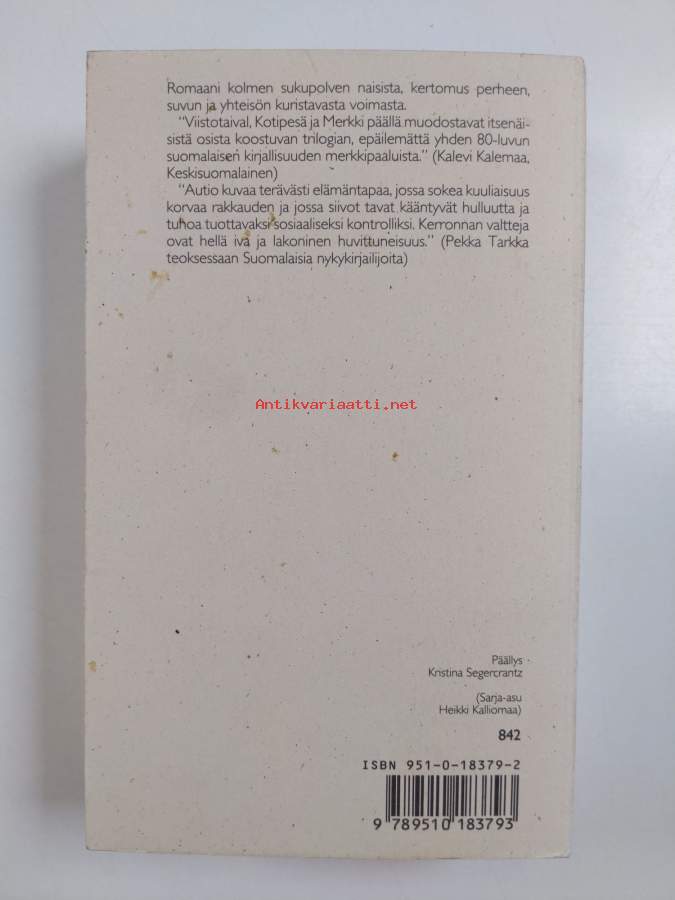 Romaani kolmen sukupolven naisista, kertomus perheen,
suvun ja yhteisön kuristavasta voimasta.
"Viistotaival, Kotipesä ja Merkki päällä muodostavat itsenäi-
sistä osista koostuvan trilogian, epäilemättä yhden 80-luvun
suomalaisen kirjallisuuden merkkipaaluista." (Kalevi Kalemaa,
Keskisuomalainen)
"Autio kuvaa terävästi elämäntapaa, jossa sokea kuuliaisuus
korvaa rakkauden ja jossa siivot tavat kääntyvät hulluutta ja
tuhoa tuottavaksi sosiaaliseksi kontrolliksi. Kerronnan valtteja
ovat hellä iva ja lakoninen huvittuneisuus." (Pekka Tarkka
teoksessaan Suomalaisia nykykirjailijoita)
Antikvariaatti.net
Päällys
Kristina Segercrantz
(Sarja-asu
Heikki Kalliomaa)
842
ISBN 951-0-18379-2
9 789510 183793